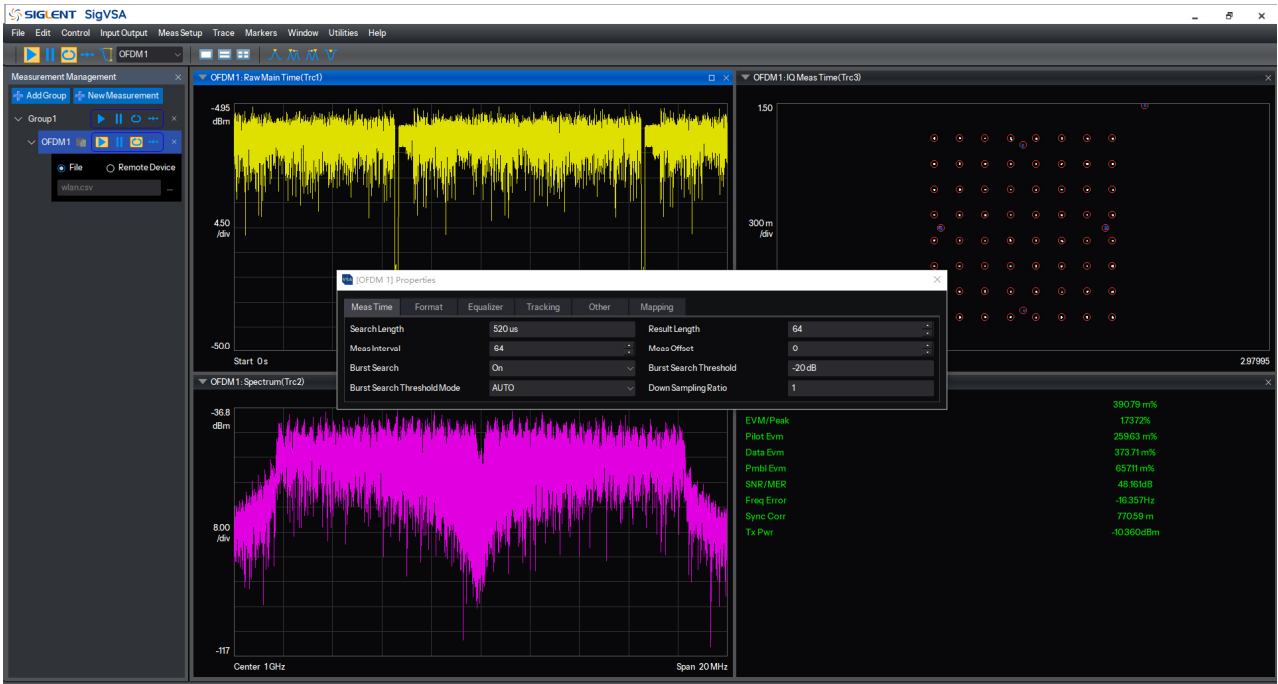 SIGLENT SigVSA
File Edit Control Input Output Meas Setup Trace Markers Window Utilities Help
OFDM 1
Measurement Management
Add Group New Measurement
Group1
OFDM1
File Remote Device
wlan.csv ...
OFDM1: Raw Main Time(Trc1)
-4.95
dBm
4.50
/div
-50.0
Start 0 s
OFDM1: IQ Meas Time(Trc3)
1.50
300 m
/div
2.97995
[OFDM 1] Properties
Meas Time Format Equalizer Tracking Other Mapping
Search Length 520 us Result Length 64
Meas Interval 64 Meas Offset 0
Burst Search On Burst Search Threshold -20 dB
Burst Search Threshold Mode AUTO Down Sampling Ratio 1
OFDM1: Spectrum(Trc2)
-36.8
dBm
8.00
/div
-117
Center 1 GHz Span 20 MHz
390.79 m%
EVM/Peak 1.7372%
Pilot Evm 259.63 m%
Data Evm 373.71 m%
Pmbl Evm 657.11 m%
SNR/MER 48.161dB
Freq Error -16.357Hz
Sync Corr 770.59 m
Tx Pwr -10.360dBm